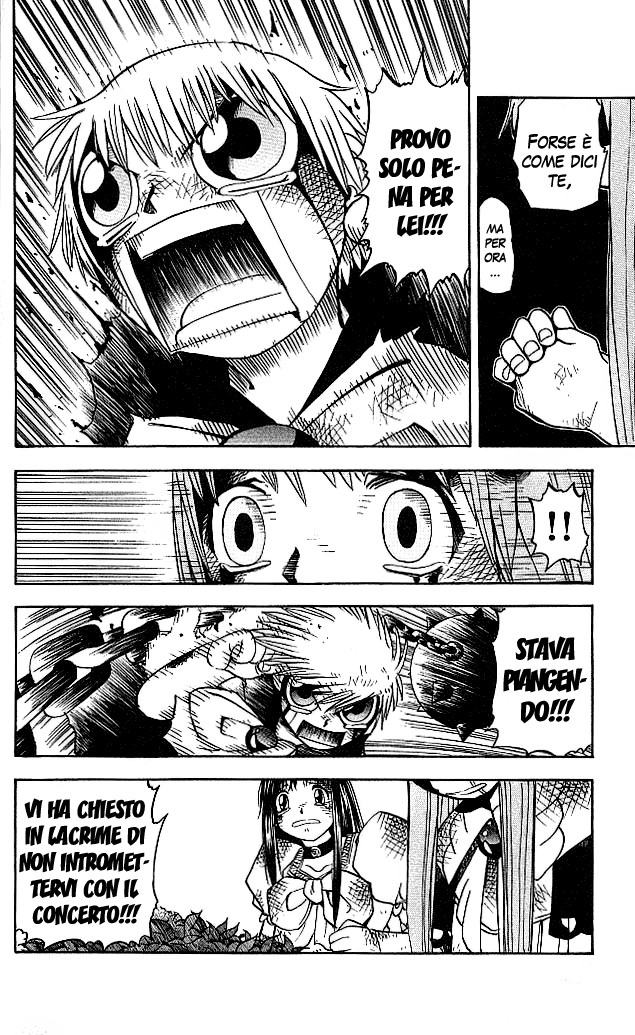 FORSE È
COME DICI
TE,
MA
PER
ORA
...
PROVO
SOLO PE-
NA PER
LEI!!!
!!
STAVA
PIANGEN-
DO!!!
VI HA CHIESTO
IN LACRIME DI
NON INTROMET-
TERVI CON IL
CONCERTO!!!